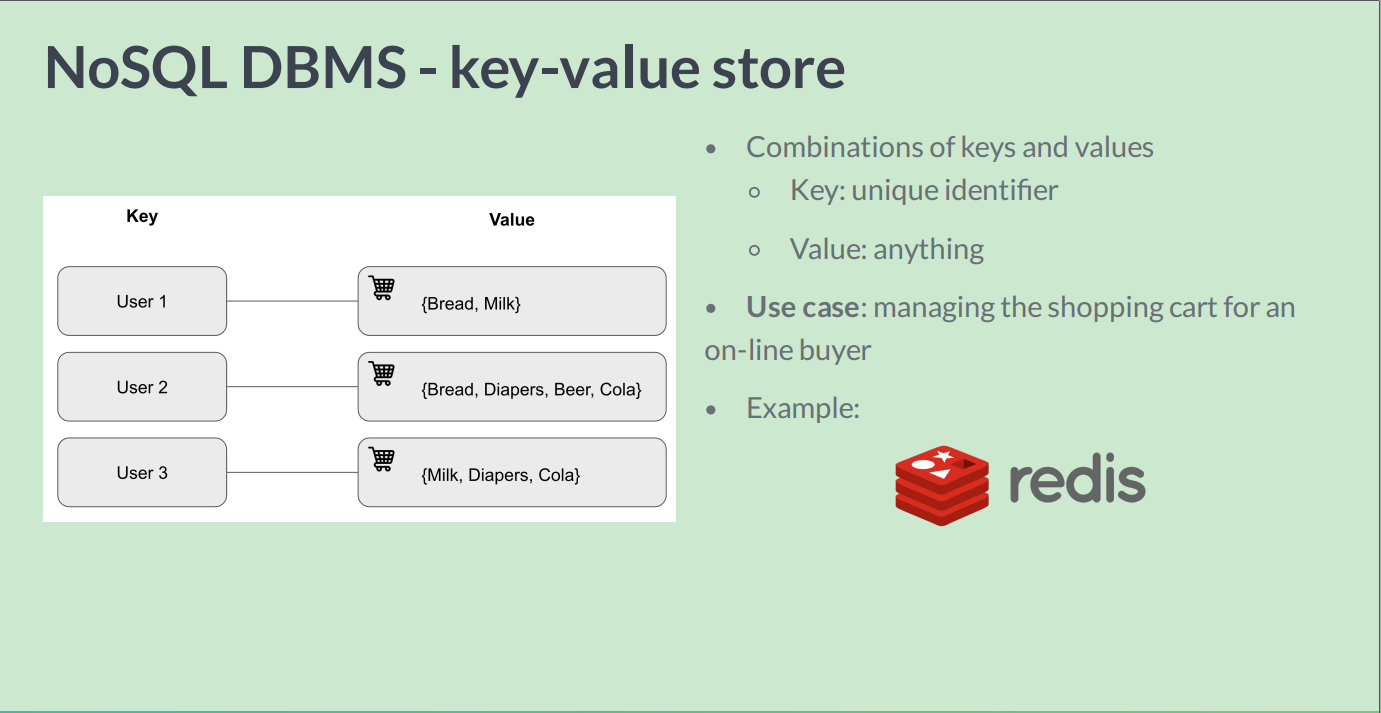 NoSQL DBMS - key-value store
Key
Value
User 1
{Bread, Milk}
User 2
{Bread, Diapers, Beer, Cola}
User 3
{Milk, Diapers, Cola}
• Combinations of keys and values
○ Key: unique identifier
○ Value: anything
• Use case: managing the shopping cart for an
on-line buyer
• Example:
redis